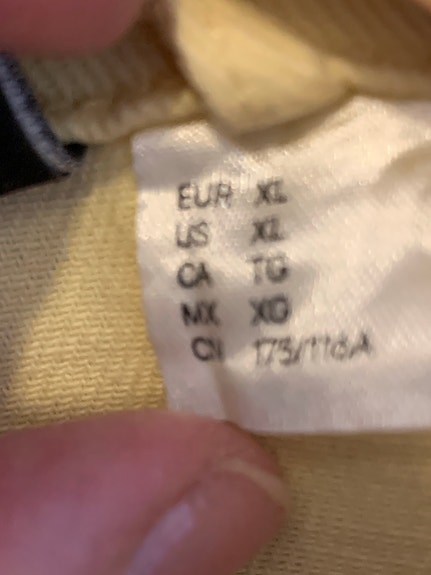 EUR XL
US XL
CA TG
MX XG
CN 175/116A